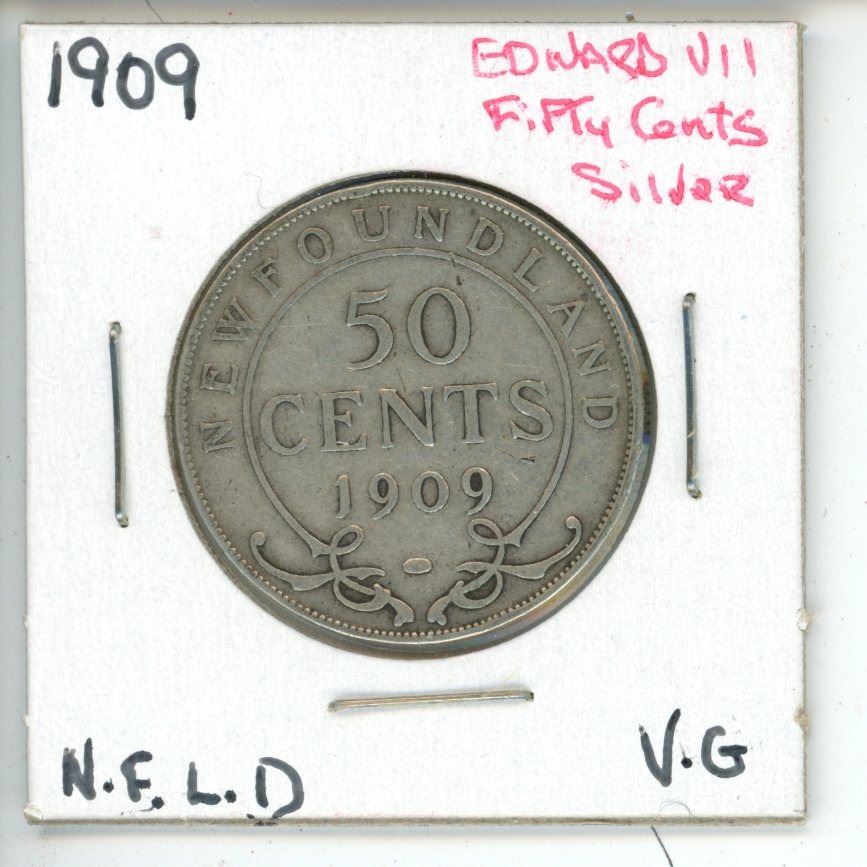 1909
EDWARD VII
FiFTy Cents
SilveR
NEWFOUNDLAND
50
CENTS
1909
N.F.L.D
V.G